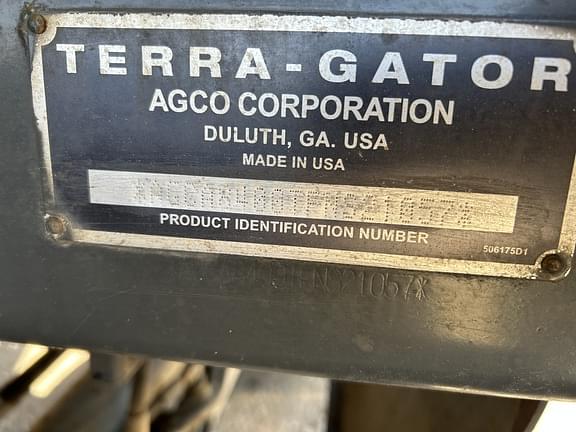 TERRA-GATOR
AGCO CORPORATION
DULUTH, GA. USA
MADE IN USA
PRODUCT IDENTIFICATION NUMBER
506175D1